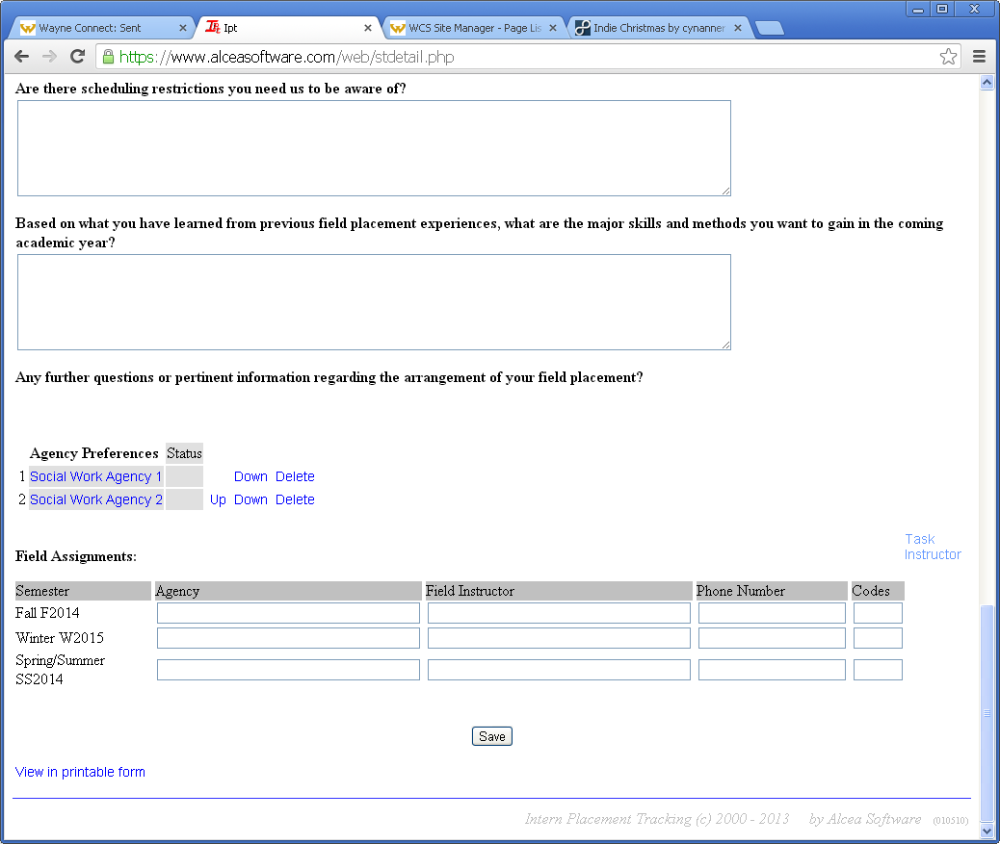 Wayne Connect: Sent
Ipt
WCS Site Manager - Page Lis
Indie Christmas by cynanner
https://www.alceasoftware.com/web/stdetail.php
Are there scheduling restrictions you need us to be aware of?
Based on what you have learned from previous field placement experiences, what are the major skills and methods you want to gain in the coming
academic year?
Any further questions or pertinent information regarding the arrangement of your field placement?
Agency Preferences Status
1 Social Work Agency 1 Down Delete
2 Social Work Agency 2 Up Down Delete
Task
Instructor
Field Assignments:
Semester Agency Field Instructor Phone Number Codes
Fall F2014
Winter W2015
Spring/Summer
SS2014
Save
View in printable form
Intern Placement Tracking (c) 2000 - 2013 by Alcea Software (010510)